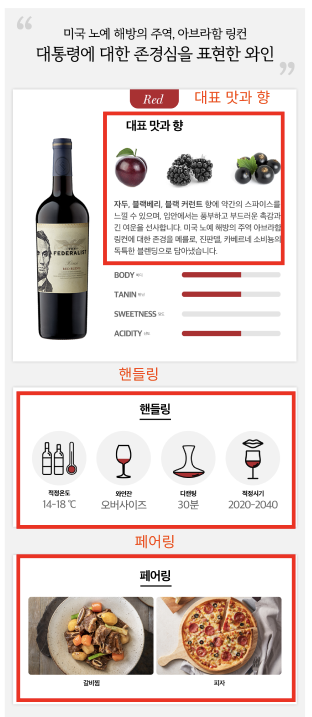 “
미국 노예 해방의 주역, 아브라함 링컨
대통령에 대한 존경심을 표현한 와인
”
Red
대표 맛과 향
대표 맛과 향
자두, 블랙베리, 블랙 커런트 향에 약간의 스파이스를
느낄 수 있으며, 입안에서는 풍부하고 부드러운 촉감과
긴 여운을 선사합니다. 미국 노예 해방의 주역 아브라함
링컨에 대한 존경을 메를로, 진판델, 카베르네 소비뇽의
독특한 블렌딩으로 담아냈습니다.
THE
FEDERALIST
BODY 바디
TANIN 탄닌
SWEETNESS 당도
ACIDITY 산도
핸들링
핸들링
적정온도
14-18 ℃
와인잔
오버사이즈
디캔팅
30분
적정시기
2020-2040
페어링
페어링
갈비찜
피자